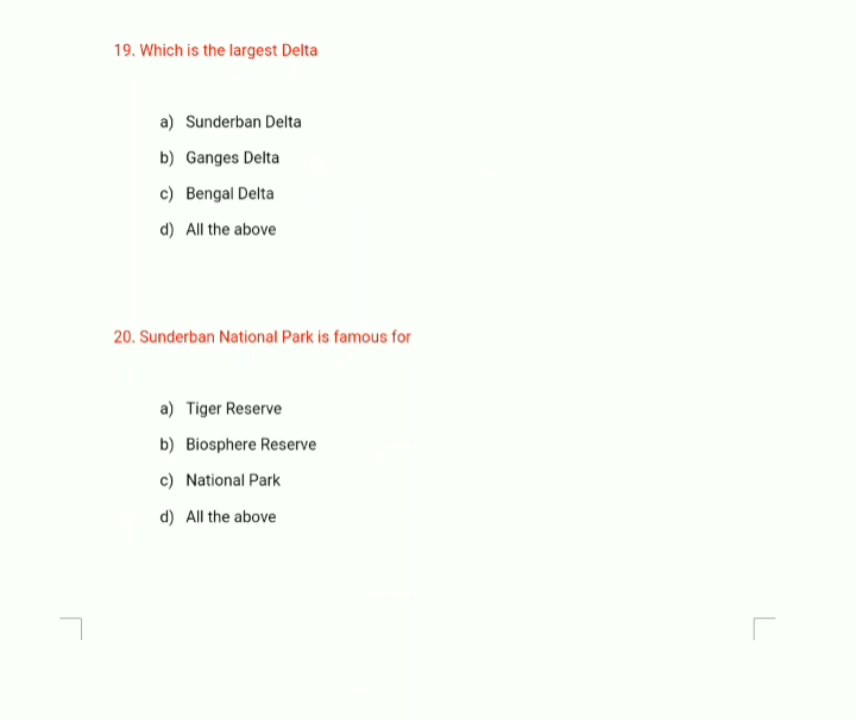 19. Which is the largest Delta
a) Sunderban Delta
b) Ganges Delta
c) Bengal Delta
d) All the above
20. Sunderban National Park is famous for
a) Tiger Reserve
b) Biosphere Reserve
c) National Park
d) All the above